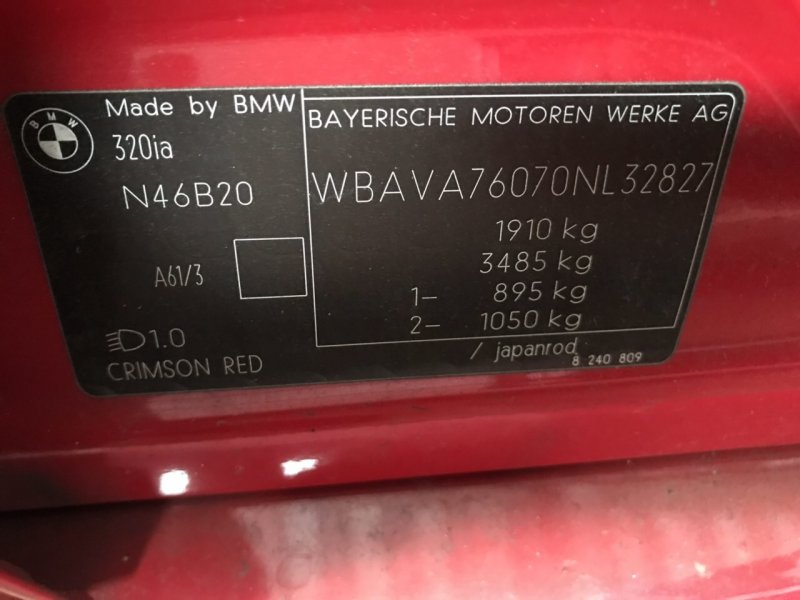 BMW
Made by BMW
320ia
N46B20
A61/3
1.0
CRIMSON RED
BAYERISCHE MOTOREN WERKE AG
WBAVA76070NL32827
1910 kg
3485 kg
1- 895 kg
2- 1050 kg
/ japanrod
8 240 809